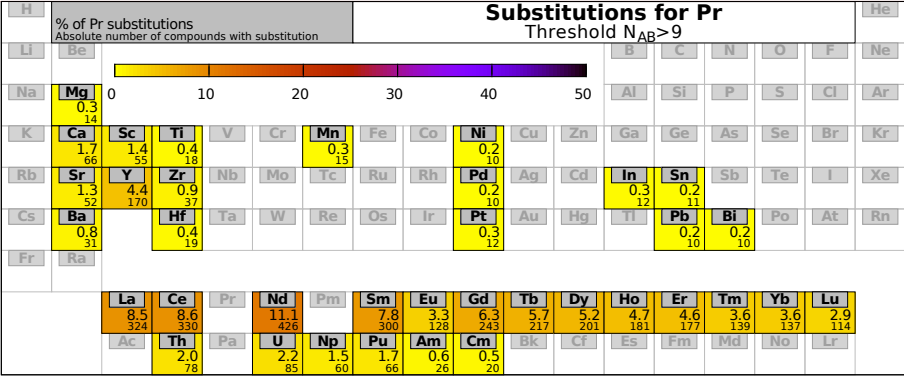 H % of Pr substitutions Substitutions for Pr He
Absolute number of compounds with substitution Threshold N_AB>9
Li Be B C N O F Ne
0 10 20 30 40 50
Na Mg Al Si P S Cl Ar
0.3
14
K Ca Sc Ti V Cr Mn Fe Co Ni Cu Zn Ga Ge As Se Br Kr
1.7 1.4 0.4 0.3 0.2
66 55 18 15 10
Rb Sr Y Zr Nb Mo Tc Ru Rh Pd Ag Cd In Sn Sb Te I Xe
1.3 4.4 0.9 0.2 0.3 0.2
52 170 37 10 12 11
Cs Ba Hf Ta W Re Os Ir Pt Au Hg Tl Pb Bi Po At Rn
0.8 0.4 0.3 0.2 0.2
31 19 12 10 10
Fr Ra
La Ce Pr Nd Pm Sm Eu Gd Tb Dy Ho Er Tm Yb Lu
8.5 8.6 11.1 7.8 3.3 6.3 5.7 5.2 4.7 4.6 3.6 3.6 2.9
324 330 426 300 128 243 217 201 181 177 139 137 114
Ac Th Pa U Np Pu Am Cm Bk Cf Es Fm Md No Lr
2.0 2.2 1.5 1.7 0.6 0.5
78 85 60 66 26 20